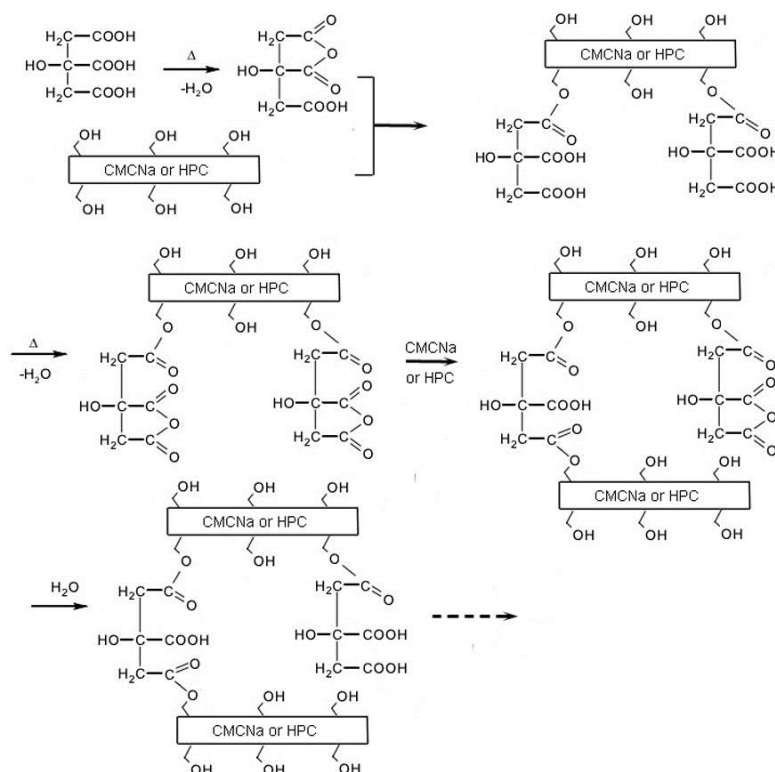 OH OH OH
H₂C—COOH H₂C—C O CMCNa or HPC
HO—C—COOH Δ O O OH O
H₂C—COOH -H₂O HO—C—C O H₂C—C O H₂C—C O
H₂C—COOH HO—C—COOH HO—C—COOH
OH OH OH H₂C—COOH H₂C—COOH
CMCNa or HPC
OH OH OH
OH OH OH OH OH OH
CMCNa or HPC CMCNa or HPC
O OH O O OH O
Δ H₂C—C O H₂C—C O CMCNa H₂C—C O H₂C—C O
-H₂O O O or HPC O
HO—C—C HO—C—C HO—C—COOH HO—C—C
O O O O
H₂C—C O H₂C—C O H₂C—C O H₂C—C O
O
OH OH OH OH OH OH
CMCNa or HPC CMCNa or HPC
O OH O OH OH OH
H₂O H₂C—C O H₂C—C O
HO—C—COOH HO—C—COOH
H₂C—C O H₂C—COOH
O OH OH OH
CMCNa or HPC
OH OH OH